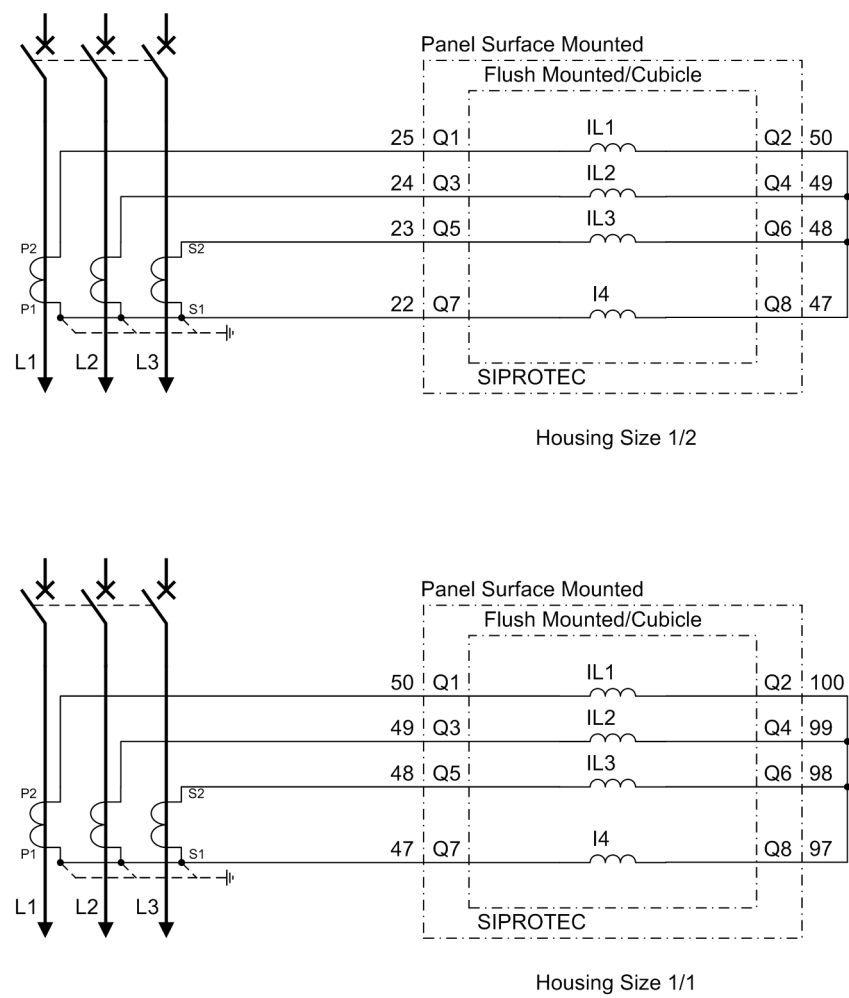 Panel Surface Mounted
Flush Mounted/Cubicle
25 Q1 IL1 Q2 50
24 Q3 IL2 Q4 49
23 Q5 IL3 Q6 48
P2 S2
P1 S1
22 Q7 I4 Q8 47
L1 L2 L3
SIPROTEC
Housing Size 1/2
Panel Surface Mounted
Flush Mounted/Cubicle
50 Q1 IL1 Q2 100
49 Q3 IL2 Q4 99
48 Q5 IL3 Q6 98
P2 S2
P1 S1
47 Q7 I4 Q8 97
L1 L2 L3
SIPROTEC
Housing Size 1/1